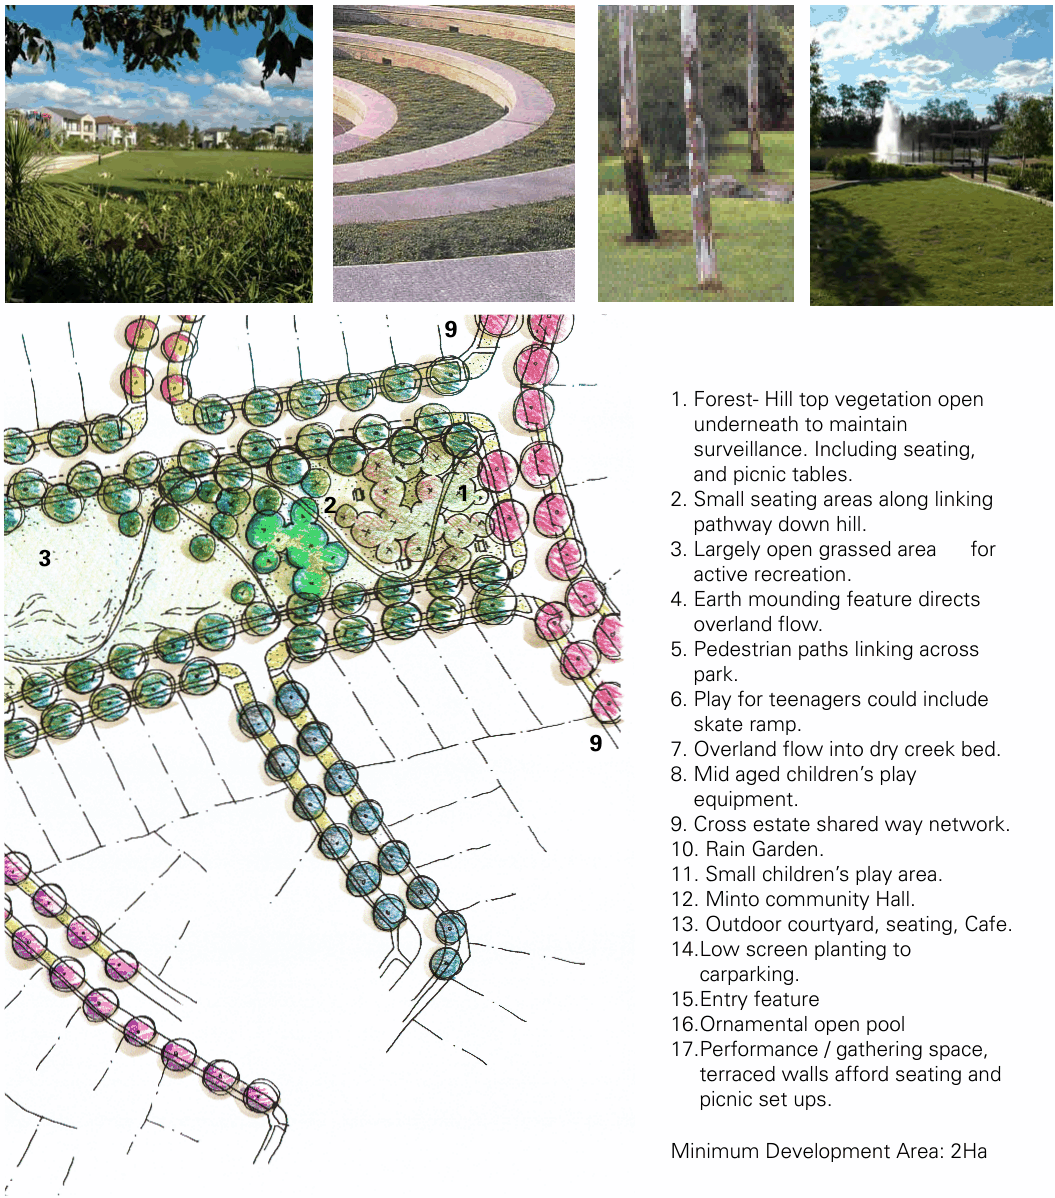 9
1
2
3
9
1. Forest- Hill top vegetation open
underneath to maintain
surveillance. Including seating,
and picnic tables.
2. Small seating areas along linking
pathway down hill.
3. Largely open grassed area for
active recreation.
4. Earth mounding feature directs
overland flow.
5. Pedestrian paths linking across
park.
6. Play for teenagers could include
skate ramp.
7. Overland flow into dry creek bed.
8. Mid aged children's play
equipment.
9. Cross estate shared way network.
10. Rain Garden.
11. Small children's play area.
12. Minto community Hall.
13. Outdoor courtyard, seating, Cafe.
14.Low screen planting to
carparking.
15.Entry feature
16.Ornamental open pool
17.Performance / gathering space,
terraced walls afford seating and
picnic set ups.
Minimum Development Area: 2Ha